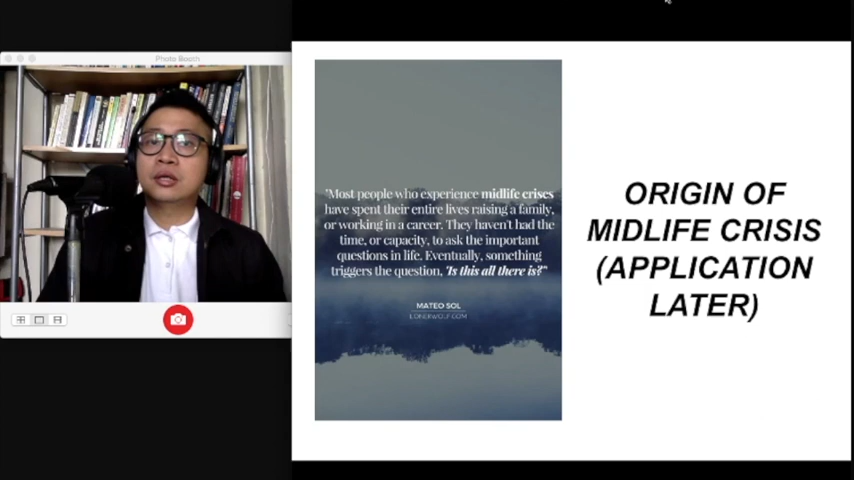 Photo Booth
"Most people who experience midlife crises
have spent their entire lives raising a family,
or working in a career. They haven't had the
time, or capacity, to ask the important
questions in life. Eventually, something
triggers the question, "Is this all there is?"
MATEO SOL
LONERWOLF.COM
ORIGIN OF
MIDLIFE CRISIS
(APPLICATION
LATER)